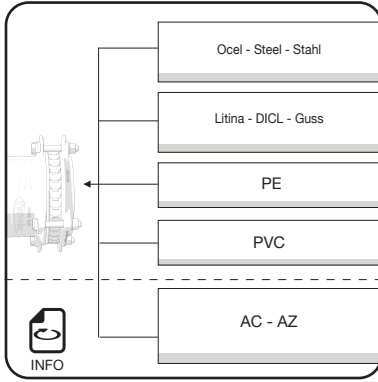 Ocel - Steel - Stahl
Litina - DICL - Guss
PE
PVC
AC - AZ
INFO